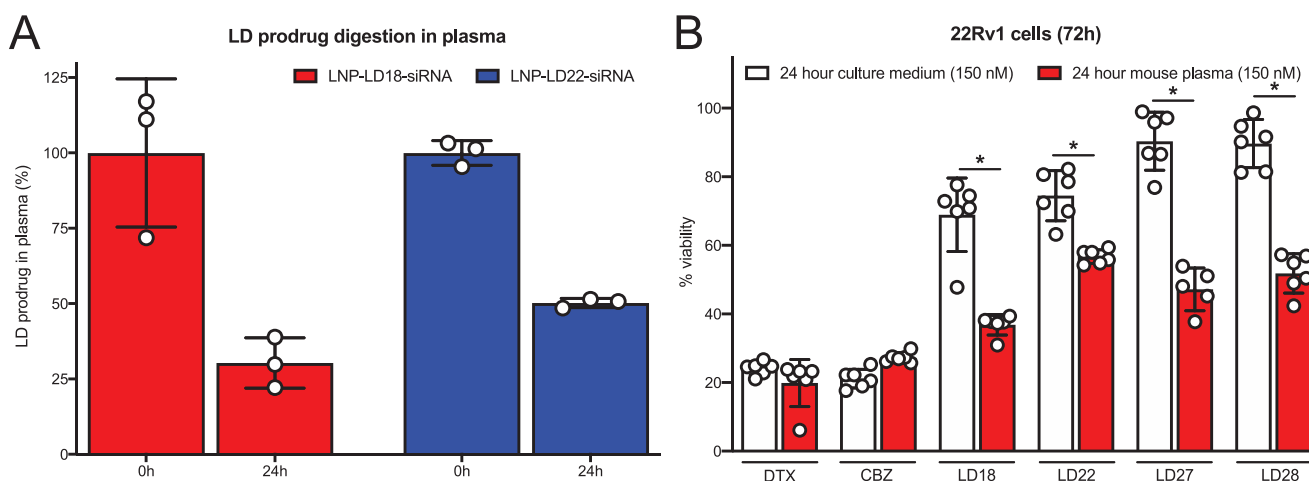 A
LD prodrug digestion in plasma
LNP-LD18-siRNA
LNP-LD22-siRNA
LD prodrug in plasma (%)
125
100
75
50
25
0
0h
24h
0h
24h
B
22Rv1 cells (72h)
24 hour culture medium (150 nM)
24 hour mouse plasma (150 nM)
% viability
100
80
60
40
20
0
*
*
*
*
DTX
CBZ
LD18
LD22
LD27
LD28